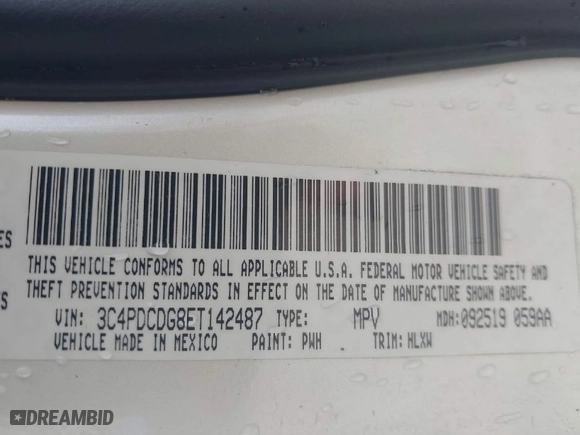 ES
THIS VEHICLE CONFORMS TO ALL APPLICABLE U.S.A. FEDERAL MOTOR VEHICLE SAFETY AND
THEFT PREVENTION STANDARDS IN EFFECT ON THE DATE OF MANUFACTURE SHOWN ABOVE.
TS
VIN: 3C4PDCDG8ET142487 TYPE: MPV MDH:092519 059AA
VEHICLE MADE IN MEXICO PAINT: PWH TRIM: HLXW
DREAMBID